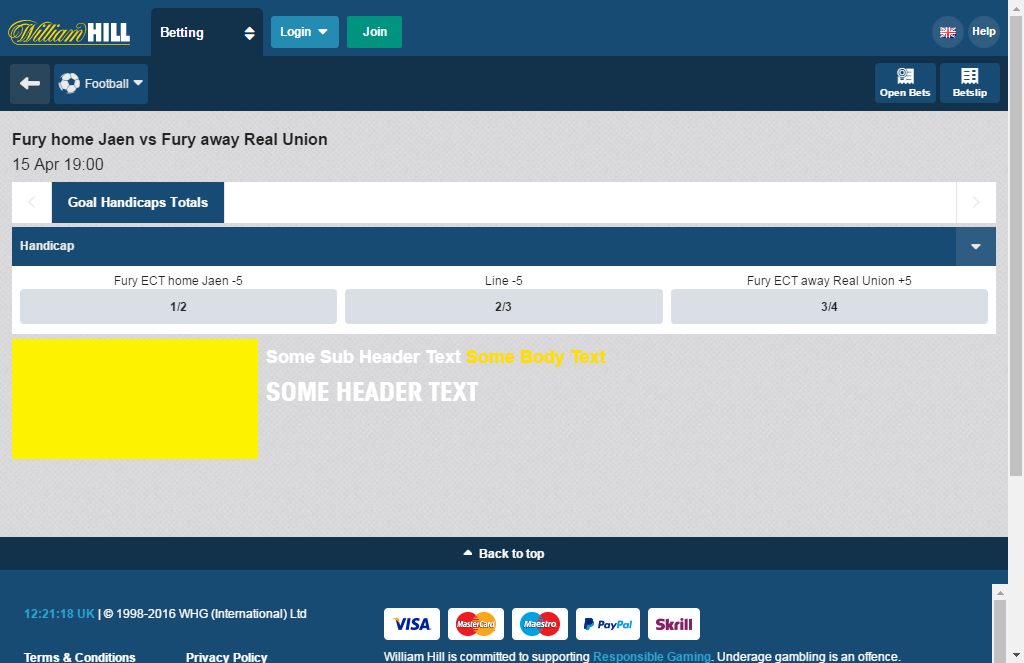 William HILL
Betting
Login
Join
Help
Football
Open Bets
Betslip
Fury home Jaen vs Fury away Real Union
15 Apr 19:00
Goal Handicaps Totals
Handicap
Fury ECT home Jaen -5
Line -5
Fury ECT away Real Union +5
1/2
2/3
3/4
Some Sub Header Text Some Body Text
SOME HEADER TEXT
Back to top
12:21:18 UK | © 1998-2016 WHG (International) Ltd
VISA
MasterCard
Maestro
PayPal
Skrill
Terms & Conditions
Privacy Policy
William Hill is committed to supporting Responsible Gaming. Underage gambling is an offence.